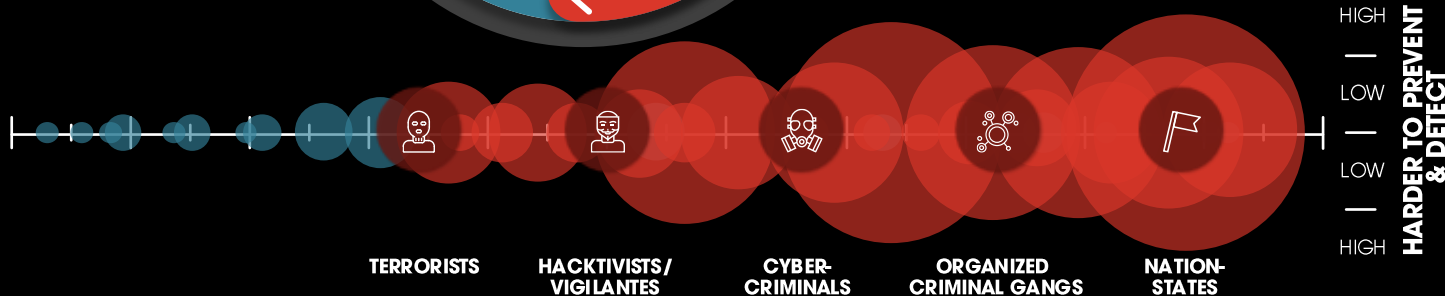 HIGH
LOW
LOW
HIGH
HARDER TO PREVENT
& DETECT
TERRORISTS
HACKTIVISTS/
VIGILANTES
CYBER-
CRIMINALS
ORGANIZED
CRIMINAL GANGS
NATION-
STATES